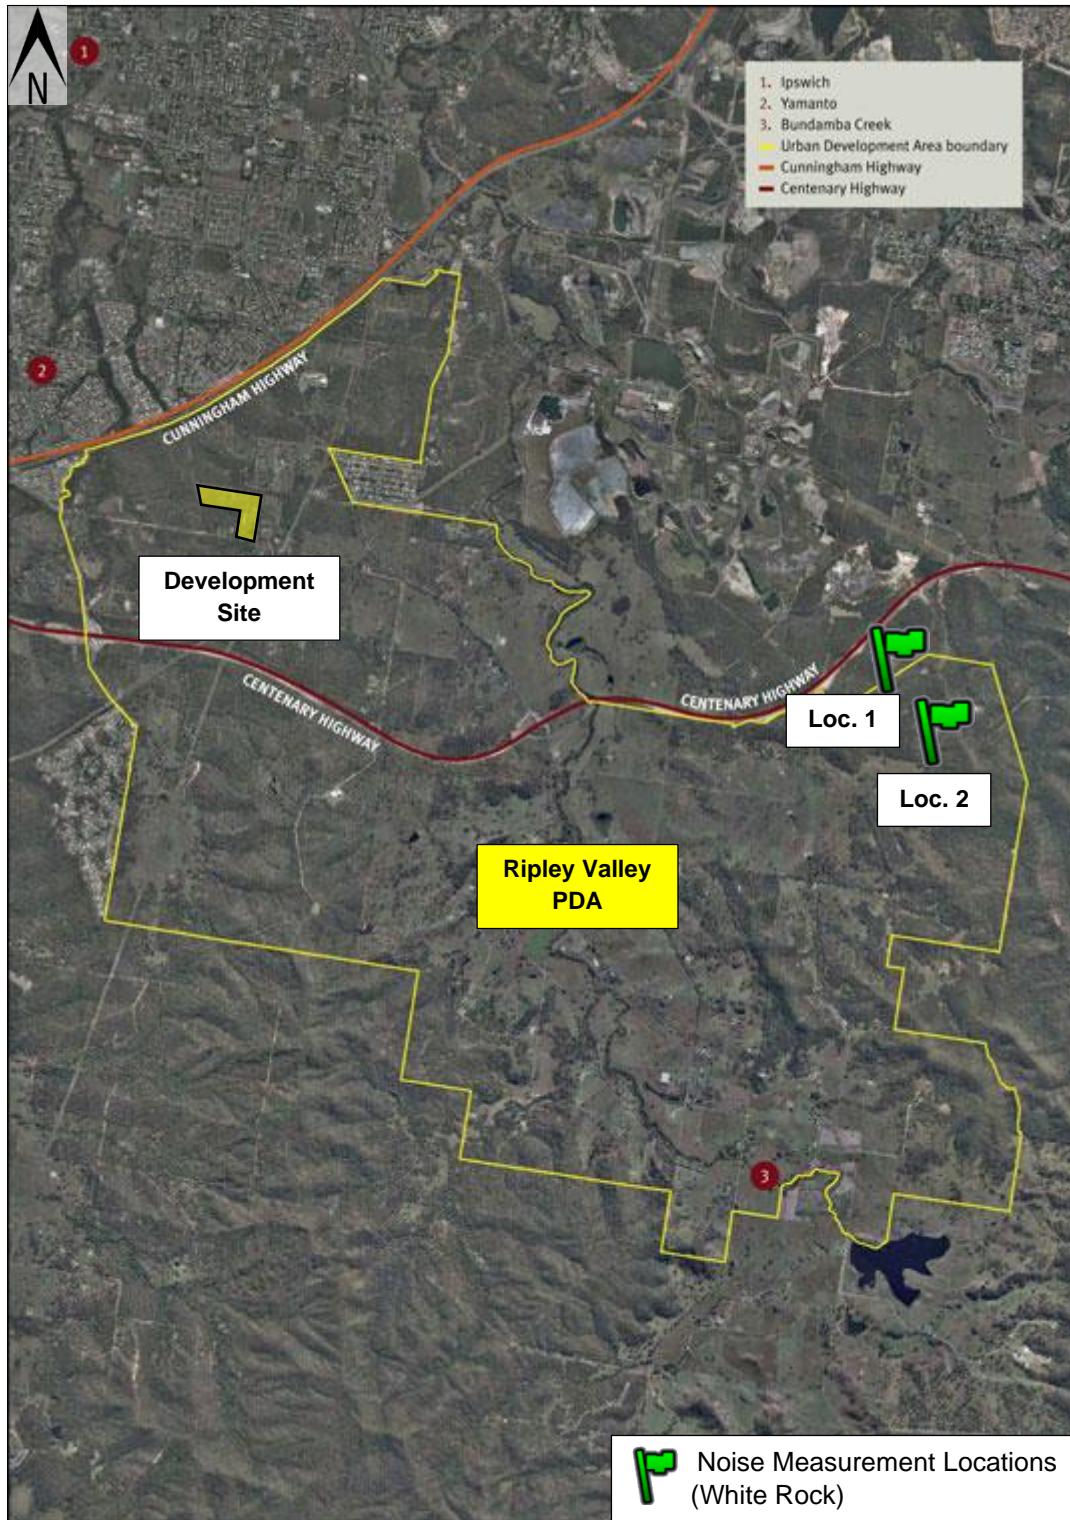 N
1
1. Ipswich
2. Yamanto
3. Bundamba Creek
Urban Development Area boundary
Cunningham Highway
Centenary Highway
2
CUNNINGHAM HIGHWAY
Development
Site
CENTENARY HIGHWAY
CENTENARY HIGHWAY
Loc. 1
Loc. 2
Ripley Valley
PDA
3
Noise Measurement Locations
(White Rock)